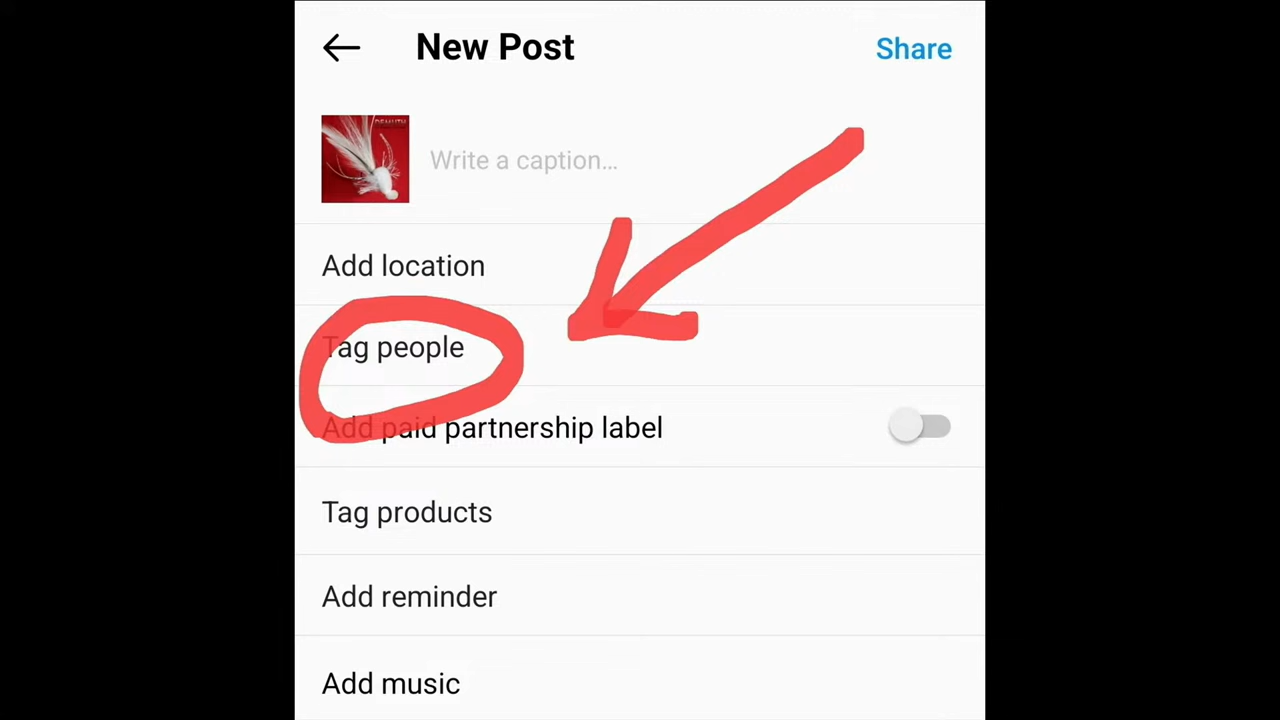 New Post
Share
DEMUTH
Write a caption...
Add location
Tag people
Add paid partnership label
Tag products
Add reminder
Add music